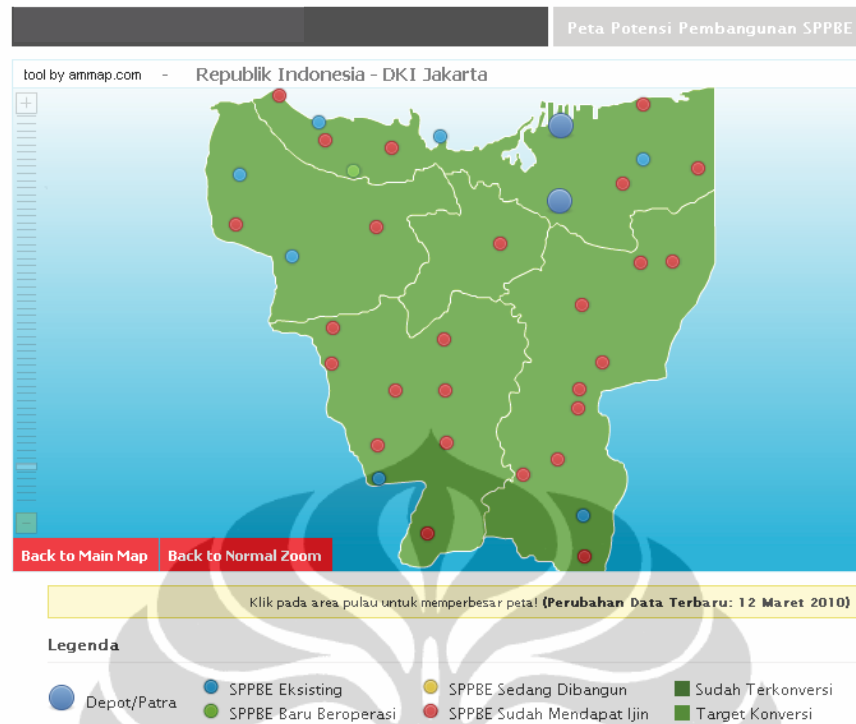 Peta Potensi Pembangunan SPPBE
tool by ammap.com - Republik Indonesia - DKI Jakarta
Back to Main Map Back to Normal Zoom
Klik pada area pulau untuk memperbesar peta! (Perubahan Data Terbaru: 12 Maret 2010)
Legenda
Depot/Patra
SPPBE Eksisting SPPBE Sedang Dibangun Sudah Terkonversi
SPPBE Baru Beroperasi SPPBE Sudah Mendapat Ijin Target Konversi